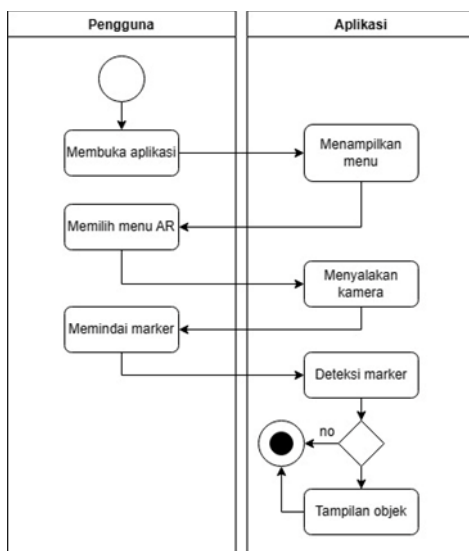 Pengguna
Aplikasi
Membuka aplikasi
Menampilkan
menu
Memilih menu AR
Menyalakan
kamera
Memindai marker
Deteksi marker
no
Tampilan objek